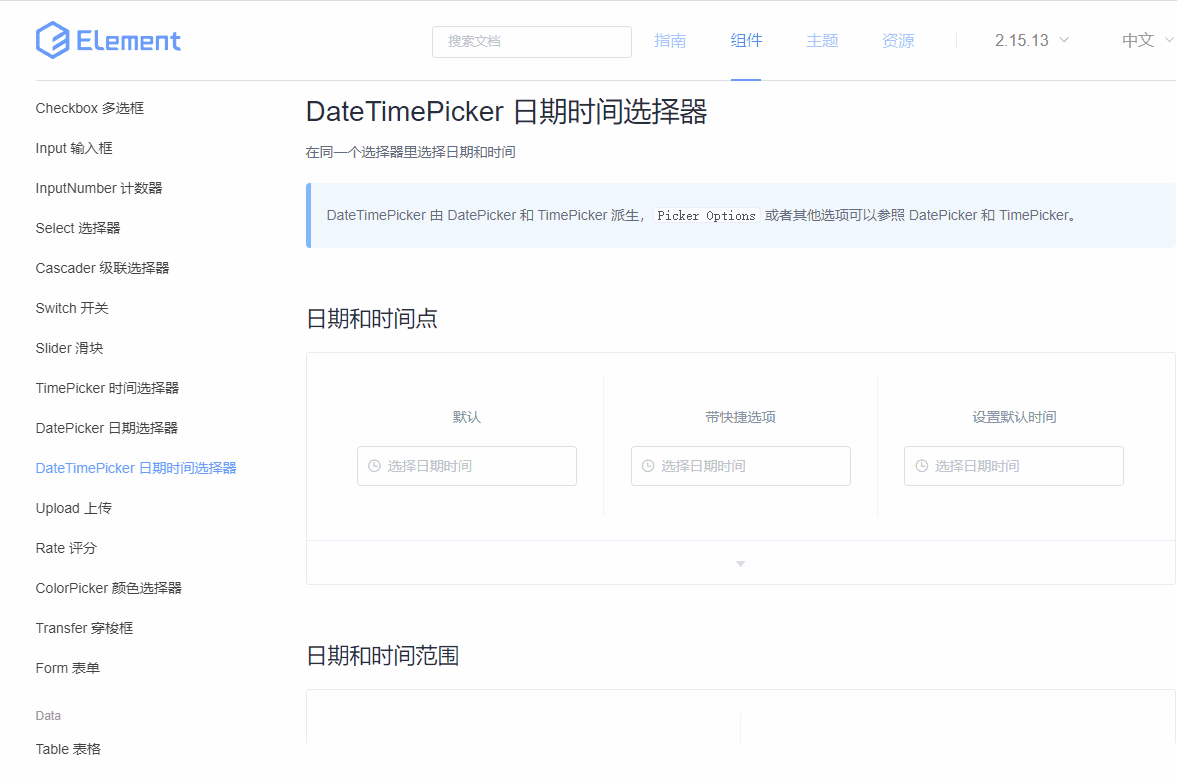 Element
搜索文档
指南
组件
主题
资源
2.15.13
中文
Checkbox 多选框
Input 输入框
InputNumber 计数器
Select 选择器
Cascader 级联选择器
Switch 开关
Slider 滑块
TimePicker 时间选择器
DatePicker 日期选择器
DateTimePicker 日期时间选择器
Upload 上传
Rate 评分
ColorPicker 颜色选择器
Transfer 穿梭框
Form 表单
Data
Table 表格
DateTimePicker 日期时间选择器
在同一个选择器里选择日期和时间
DateTimePicker 由 DatePicker 和 TimePicker 派生，Picker Options 或者其他选项可以参照 DatePicker 和 TimePicker。
日期和时间点
默认
选择日期时间
带快捷选项
选择日期时间
设置默认时间
选择日期时间
日期和时间范围